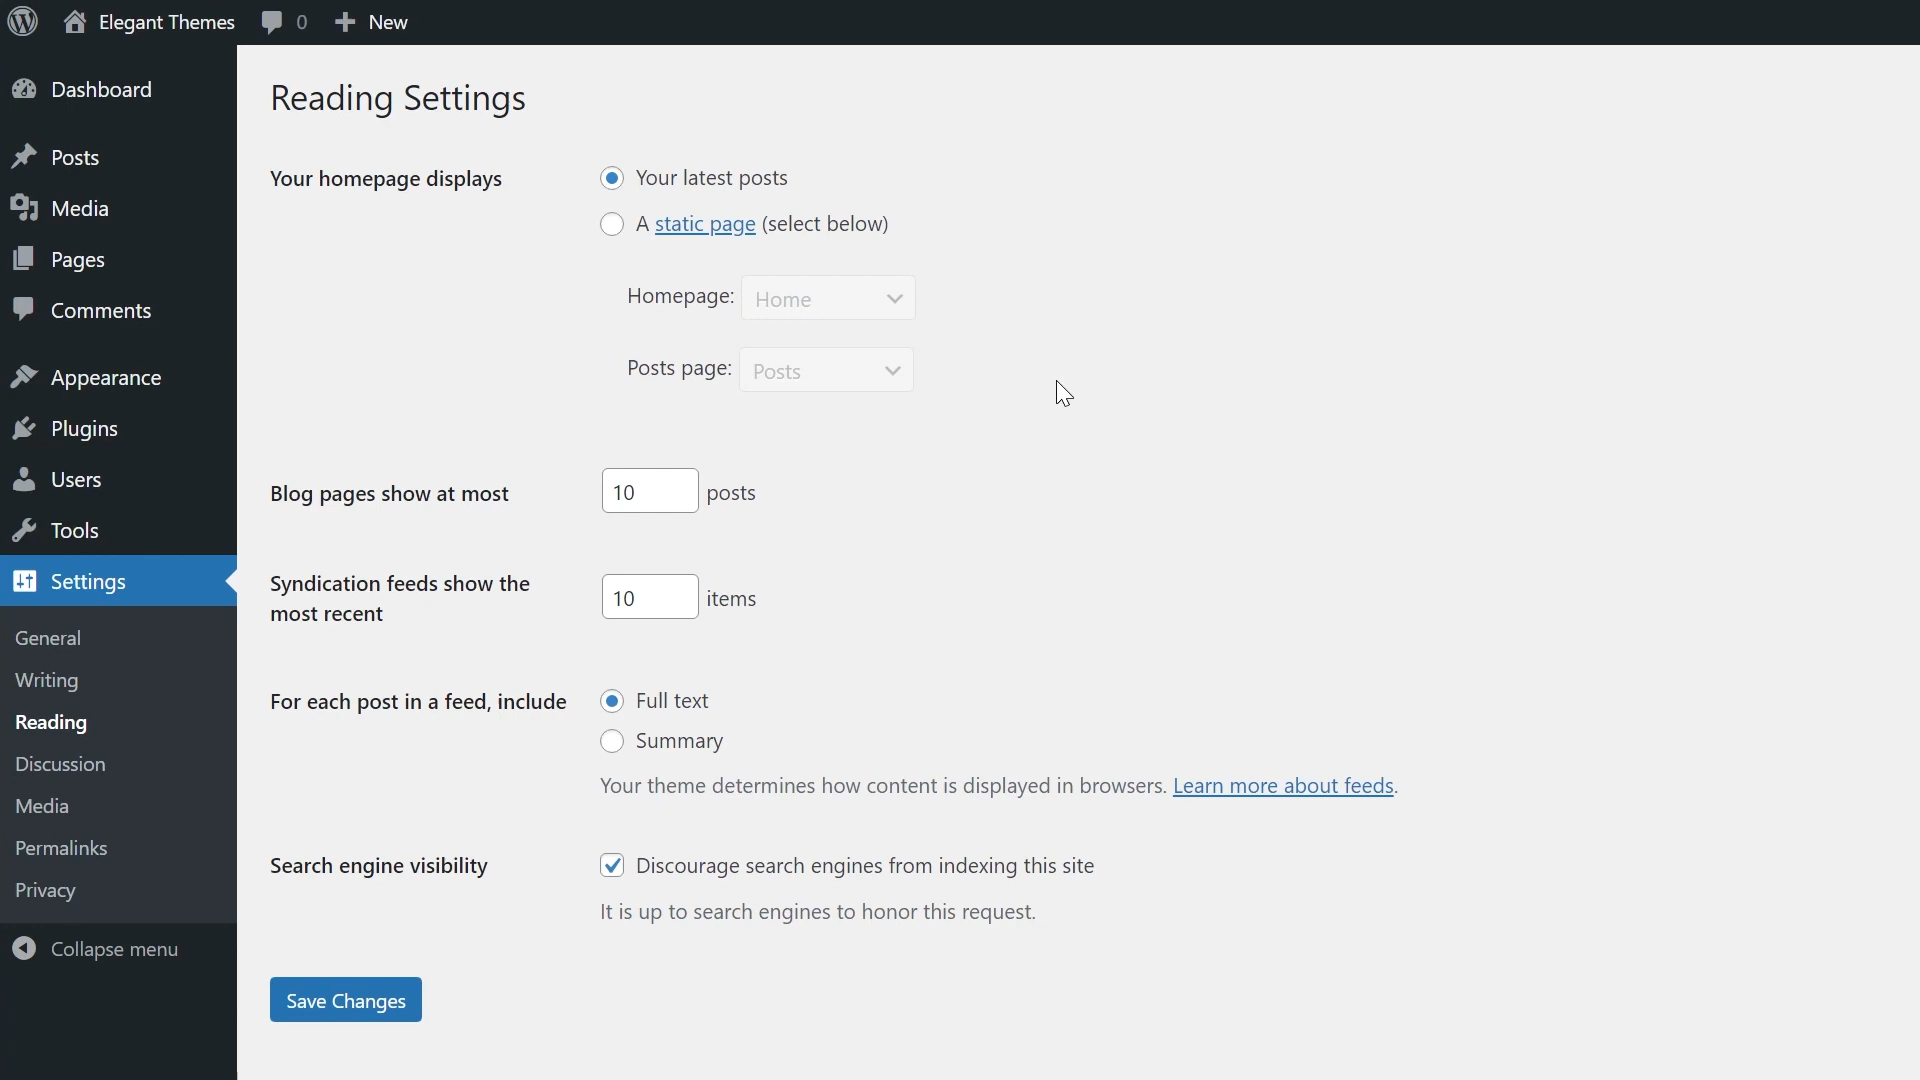 Elegant Themes 0 New
Dashboard
Posts
Media
Pages
Comments
Appearance
Plugins
Users
Tools
Settings
General
Writing
Reading
Discussion
Media
Permalinks
Privacy
Collapse menu
Reading Settings
Your homepage displays
Your latest posts
A static page (select below)
Homepage: Home
Posts page: Posts
Blog pages show at most 10 posts
Syndication feeds show the
most recent
10 items
For each post in a feed, include
Full text
Summary
Your theme determines how content is displayed in browsers. Learn more about feeds.
Search engine visibility
Discourage search engines from indexing this site
It is up to search engines to honor this request.
Save Changes